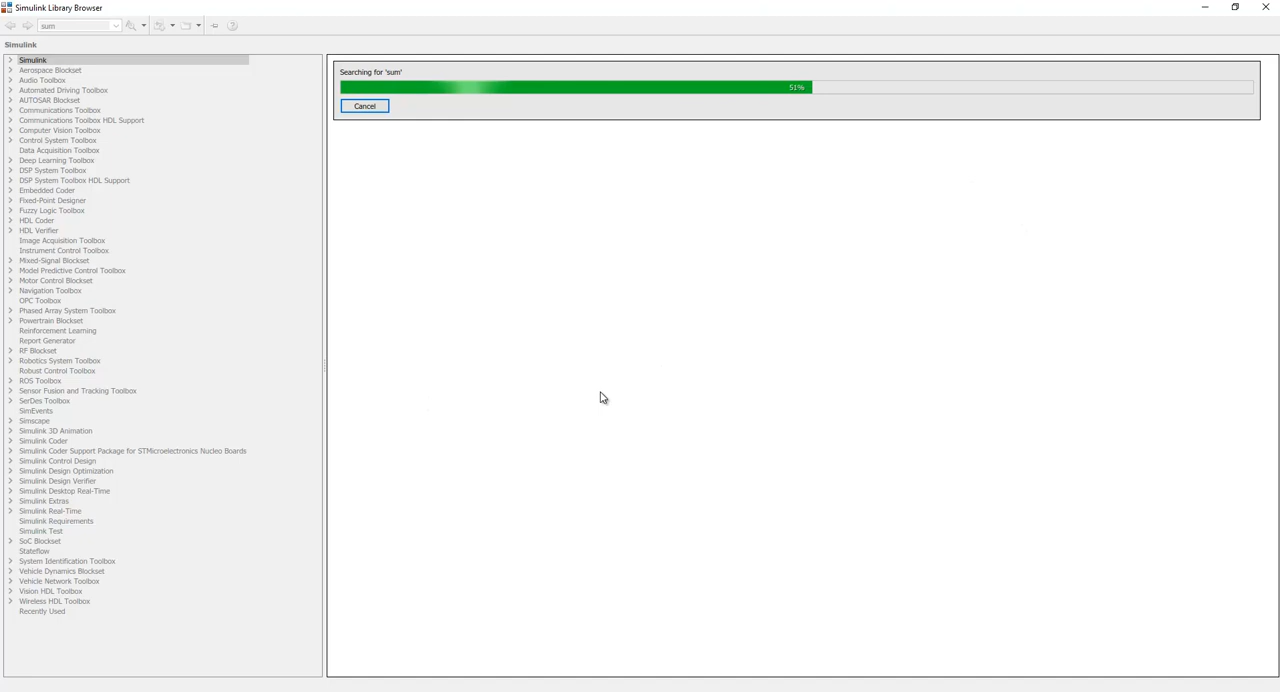 Simulink Library Browser
sum
Simulink
Simulink
Aerospace Blockset
Audio Toolbox
Automated Driving Toolbox
AUTOSAR Blockset
Communications Toolbox
Communications Toolbox HDL Support
Computer Vision Toolbox
Control System Toolbox
Data Acquisition Toolbox
Deep Learning Toolbox
DSP System Toolbox
DSP System Toolbox HDL Support
Embedded Coder
Fixed-Point Designer
Fuzzy Logic Toolbox
HDL Coder
HDL Verifier
Image Acquisition Toolbox
Instrument Control Toolbox
Mixed-Signal Blockset
Model Predictive Control Toolbox
Motor Control Blockset
Navigation Toolbox
OPC Toolbox
Phased Array System Toolbox
Powertrain Blockset
Reinforcement Learning
Report Generator
RF Blockset
Robotics System Toolbox
Robust Control Toolbox
ROS Toolbox
Sensor Fusion and Tracking Toolbox
SerDes Toolbox
SimEvents
Simscape
Simulink 3D Animation
Simulink Coder
Simulink Coder Support Package for STMicroelectronics Nucleo Boards
Simulink Control Design
Simulink Design Optimization
Simulink Design Verifier
Simulink Desktop Real-Time
Simulink Extras
Simulink Real-Time
Simulink Requirements
Simulink Test
SoC Blockset
Stateflow
System Identification Toolbox
Vehicle Dynamics Blockset
Vehicle Network Toolbox
Vision HDL Toolbox
Wireless HDL Toolbox
Recently Used
Searching for 'sum'
51%
Cancel